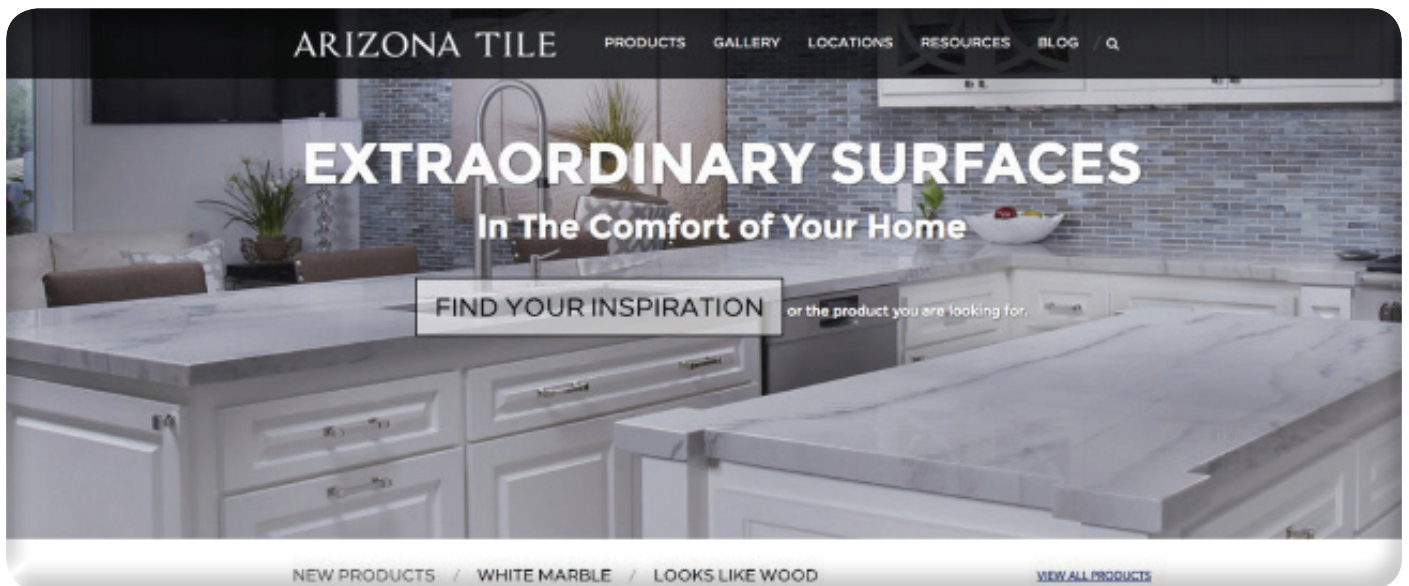 ARIZONA TILE PRODUCTS GALLERY LOCATIONS RESOURCES BLOG /
EXTRAORDINARY SURFACES
In The Comfort of Your Home
FIND YOUR INSPIRATION or the product you are looking for.
NEW PRODUCTS / WHITE MARBLE / LOOKS LIKE WOOD VIEW ALL PRODUCTS